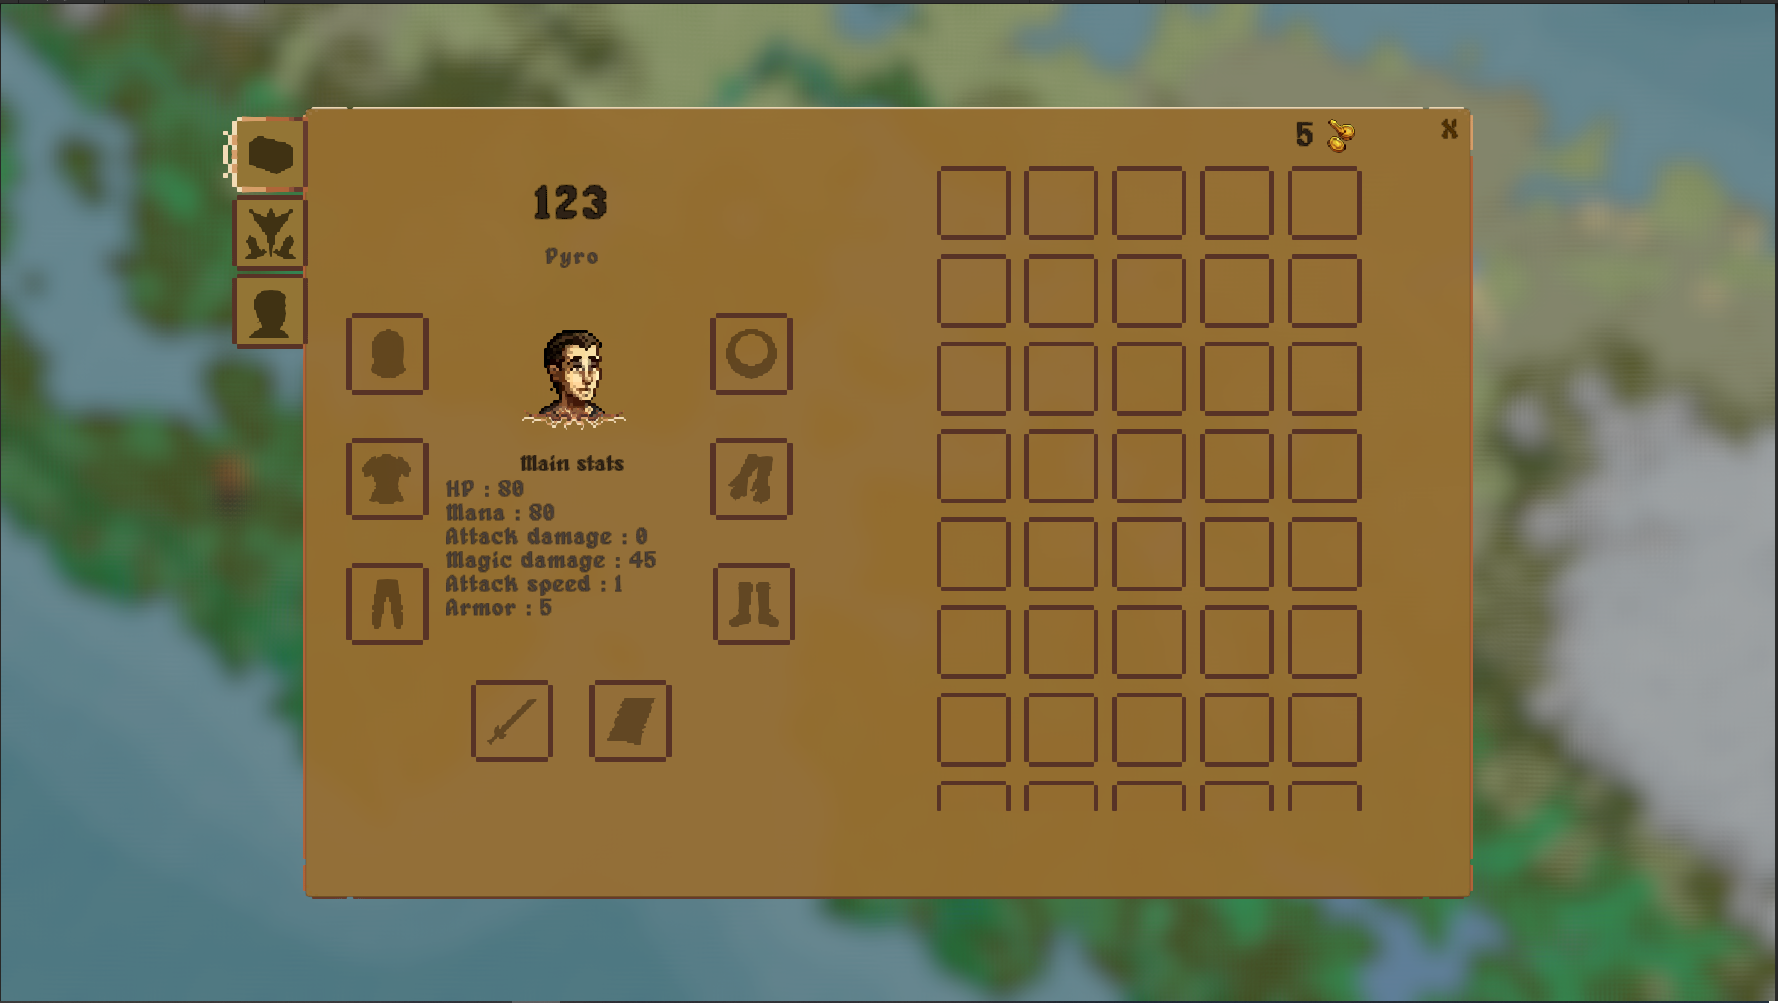 5 X
123
Pyro
Main stats
HP : 80
Mana : 80
Attack damage : 0
Magic damage : 45
Attack speed : 1
Armor : 5